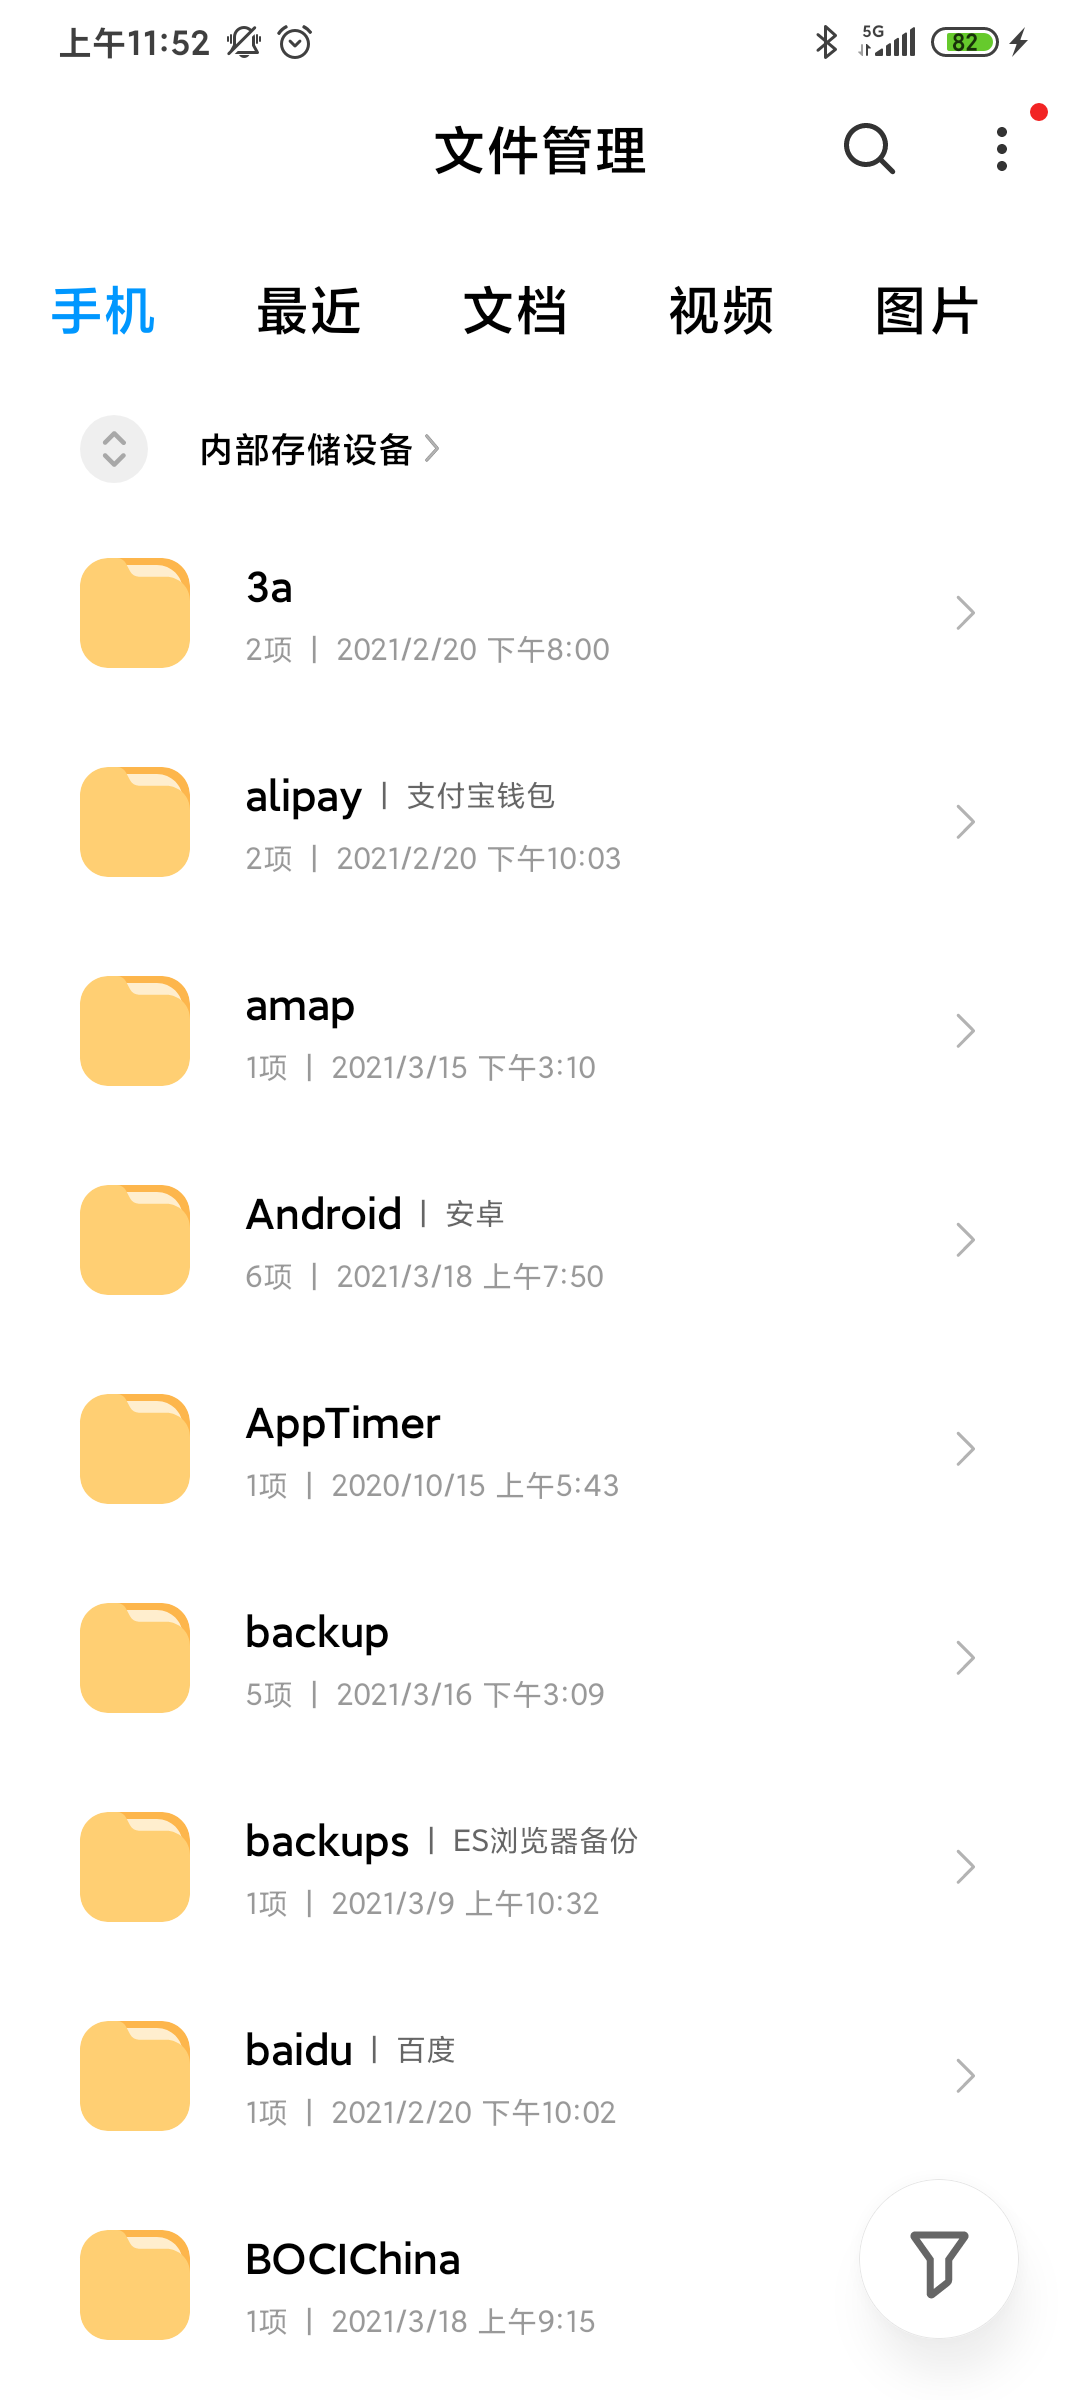 上午11:52 5G 82
文件管理
手机 最近 文档 视频 图片
内部存储设备
3a
2项 | 2021/2/20 下午8:00
alipay | 支付宝钱包
2项 | 2021/2/20 下午10:03
amap
1项 | 2021/3/15 下午3:10
Android | 安卓
6项 | 2021/3/18 上午7:50
AppTimer
1项 | 2020/10/15 上午5:43
backup
5项 | 2021/3/16 下午3:09
backups | ES浏览器备份
1项 | 2021/3/9 上午10:32
baidu | 百度
1项 | 2021/2/20 下午10:02
BOCIChina
1项 | 2021/3/18 上午9:15